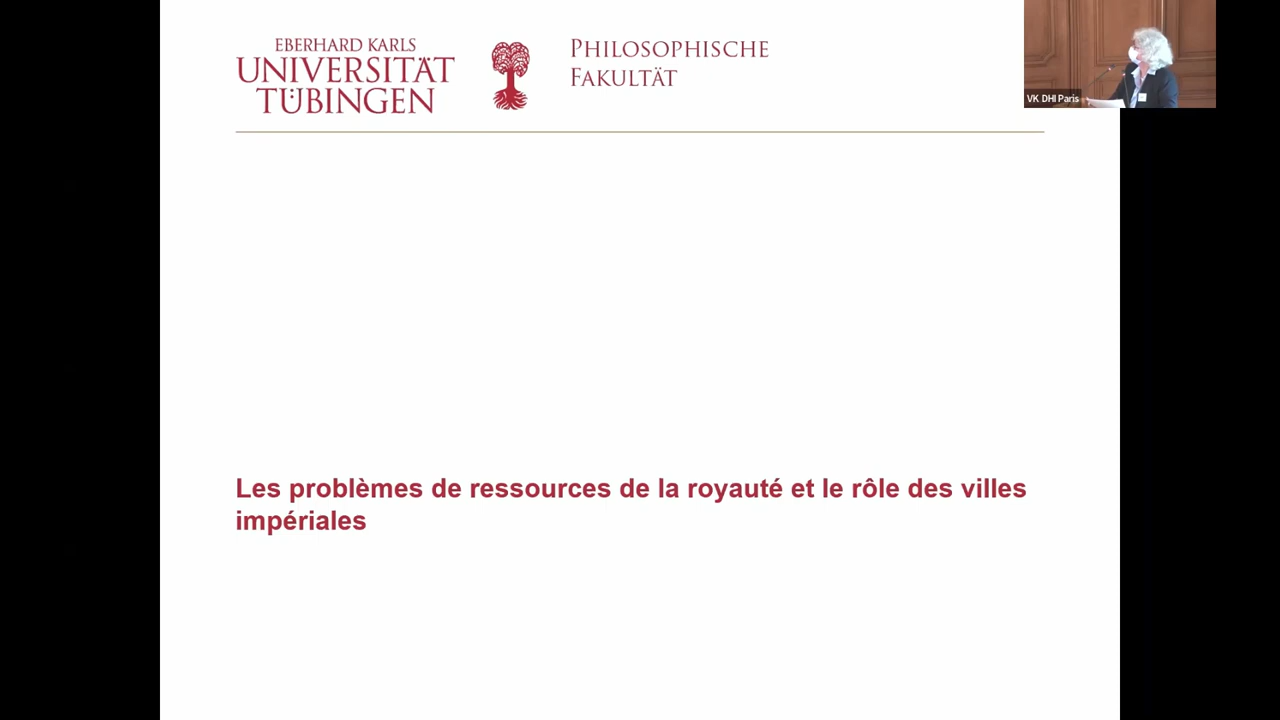 EBERHARD KARLS
UNIVERSITÄT
TÜBINGEN
PHILOSOPHISCHE
FAKULTÄT
VK DHI Paris
Les problèmes de ressources de la royauté et le rôle des villes
impériales